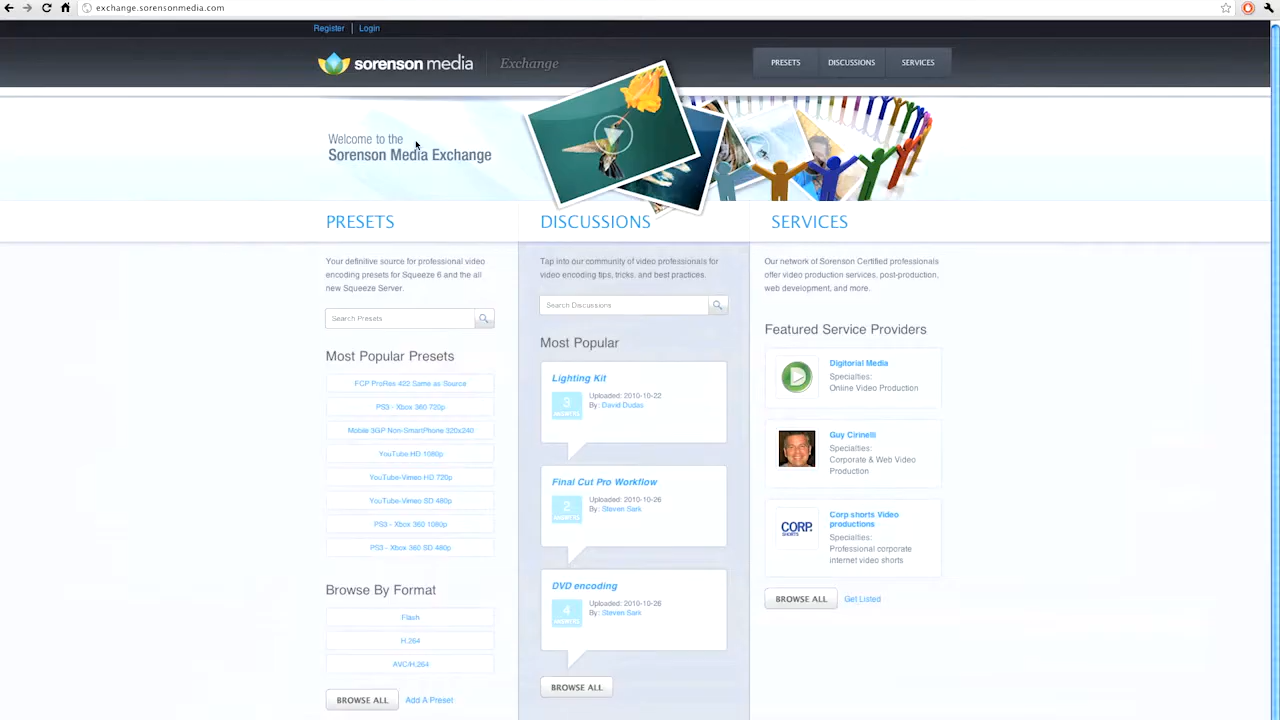 exchange.sorensonmedia.com
Register Login
sorenson media Exchange
PRESETS DISCUSSIONS SERVICES
Welcome to the
Sorenson Media Exchange
PRESETS
Your definitive source for professional video
encoding presets for Squeeze 6 and the all
new Squeeze Server.
Search Presets
Most Popular Presets
FCP ProRes 422 Same as Source
PS3 - Xbox 360 720p
Mobile 3GP Non-SmartPhone 320x240
YouTube HD 1080p
YouTube-Vimeo HD 720p
YouTube-Vimeo SD 480p
PS3 - Xbox 360 1080p
PS3 - Xbox 360 SD 480p
Browse By Format
Flash
H.264
AVC/H.264
BROWSE ALL Add A Preset
DISCUSSIONS
Tap into our community of video professionals for
video encoding tips, tricks, and best practices.
Search Discussions
Most Popular
Lighting Kit
3
ANSWERS
Uploaded: 2010-10-22
By: David Dudas
Final Cut Pro Workflow
2
ANSWERS
Uploaded: 2010-10-26
By: Steven Sark
DVD encoding
4
ANSWERS
Uploaded: 2010-10-26
By: Steven Sark
BROWSE ALL
SERVICES
Our network of Sorenson Certified professionals
offer video production services, post-production,
web development, and more.
Featured Service Providers
Digitorial Media
Specialties:
Online Video Production
Guy Cirinelli
Specialties:
Corporate & Web Video
Production
CORP.
SHORTS
Corp shorts Video
productions
Specialties:
Professional corporate
internet video shorts
BROWSE ALL Get Listed